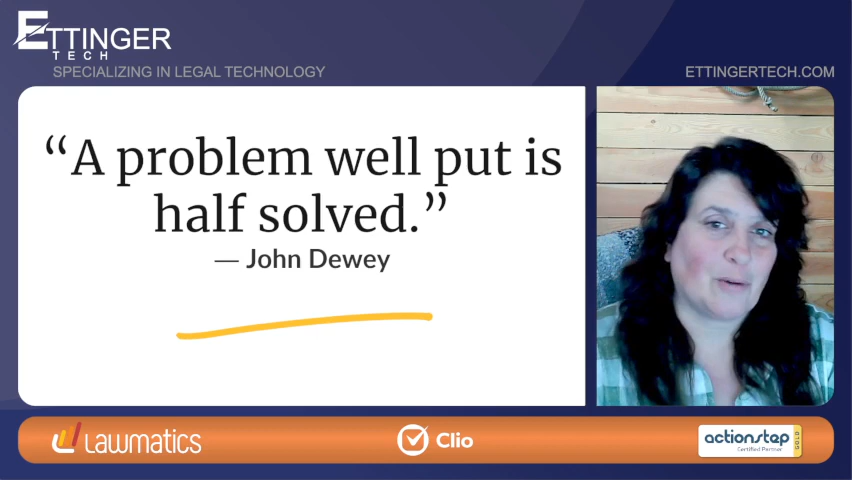 ETTINGER
TECH
SPECIALIZING IN LEGAL TECHNOLOGY
ETTINGERTECH.COM
“A problem well put is
half solved.”
— John Dewey
LAWMATICS
Clio
actionstep
Certified Partner
GOLD